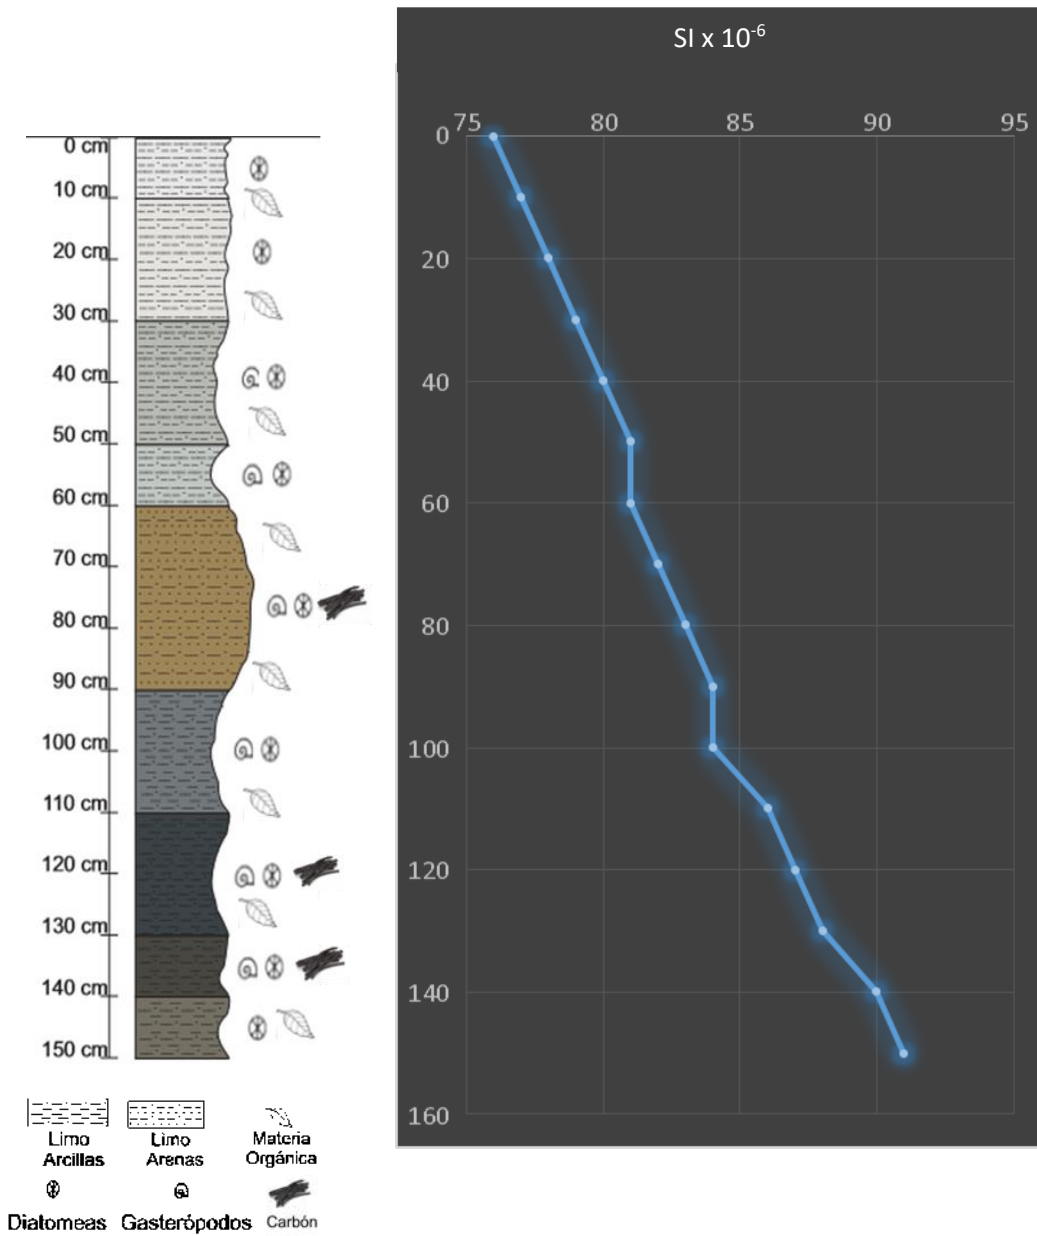 SI x 10-6
75 80 85 90 95
0
20
40
60
80
100
120
140
160
0 cm
10 cm
20 cm
30 cm
40 cm
50 cm
60 cm
70 cm
80 cm
90 cm
100 cm
110 cm
120 cm
130 cm
140 cm
150 cm
Limo
Arcillas
Limo
Arenas
Materia
Orgánica
Diatomeas Gasterópodos Carbón